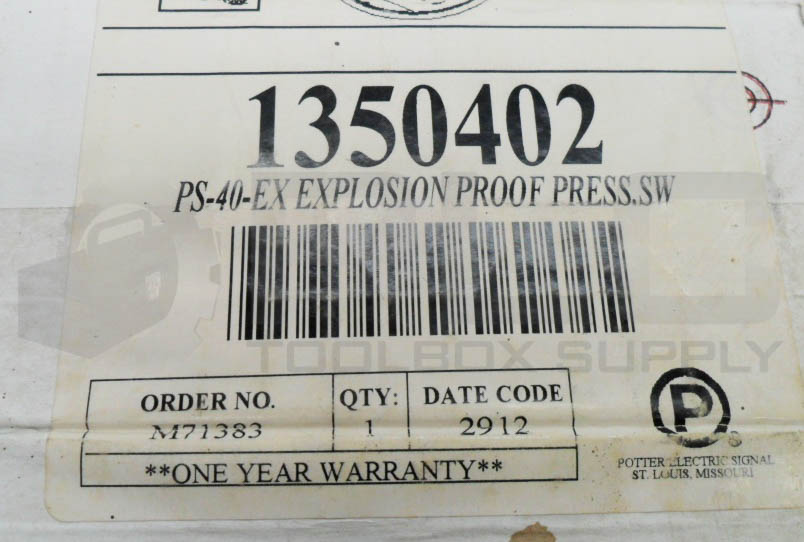 1350402
PS-40-EX EXPLOSION PROOF PRESS.SW
TOOLBOX SUPPLY
ORDER NO. QTY: DATE CODE
M71383 1 2912
**ONE YEAR WARRANTY**
P
®
POTTER ELECTRIC SIGNAL
ST. LOUIS, MISSOURI